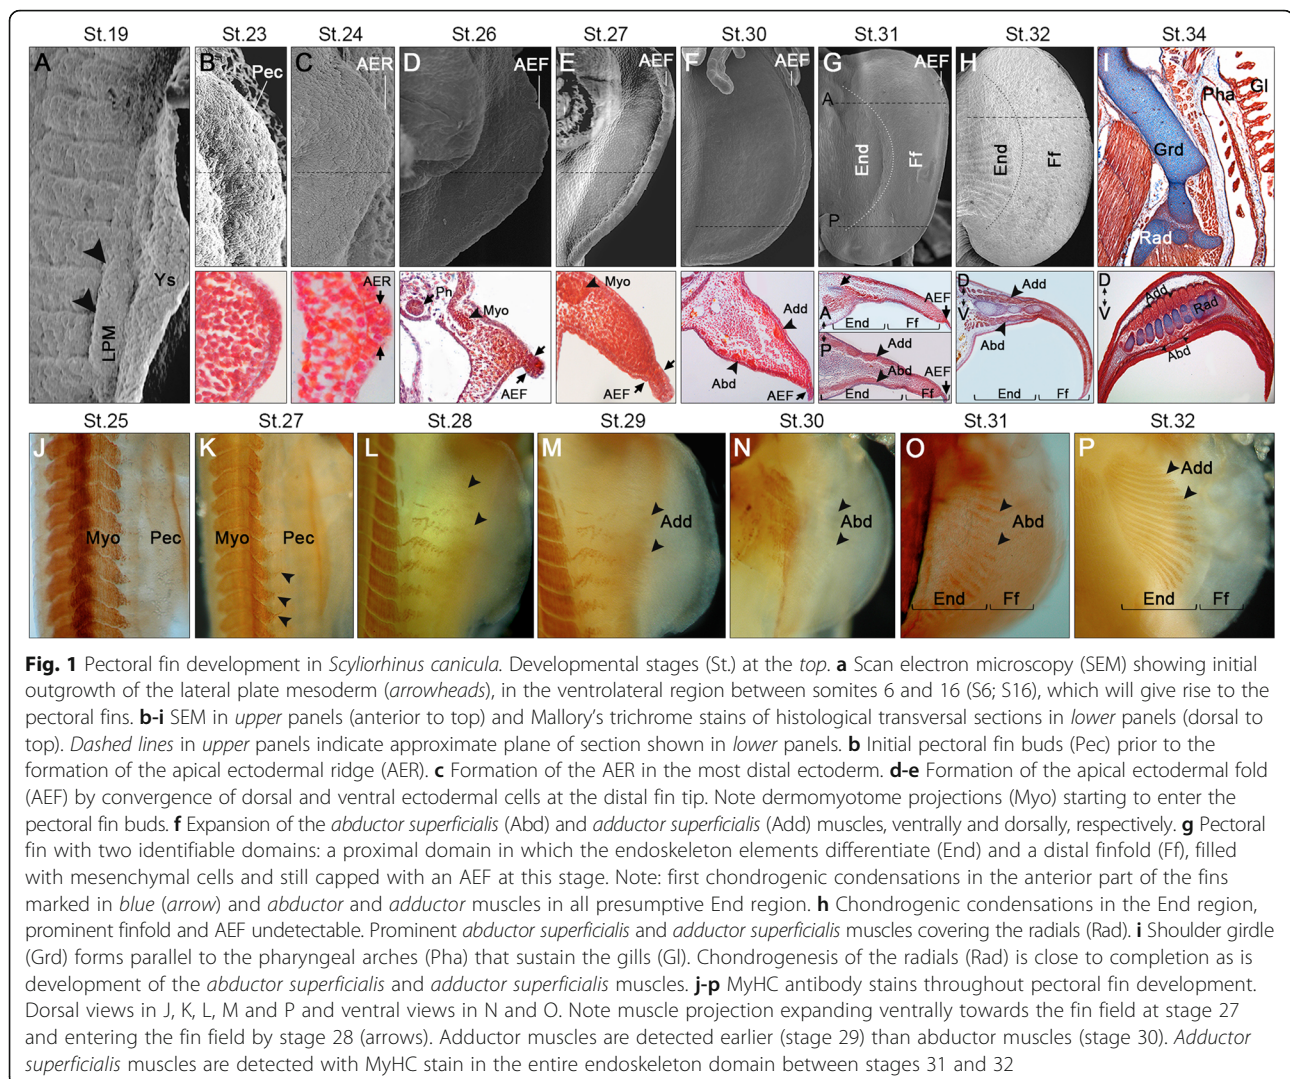 St.19 St.23 St.24 St.26 St.27 St.30 St.31 St.32 St.34
A LPM Ys
B Pec
C AER
AER
D AEF
Ph Myo AEF
E AEF
Myo AEF
F AEF
Add Abd AEF
G AEF A End Ff P
A End Ff AEF
P Add Abd AEF End Ff
H End Ff
D V Add Abd End Ff
I Pha Gl Grd Rad
D V Add Rad Abd
St.25 St.27 St.28 St.29 St.30 St.31 St.32
J Myo Pec
K Myo Pec
L
M Add
N Abd
O Abd End Ff
P Add End Ff
Fig. 1 Pectoral fin development in Scyliorhinus canicula. Developmental stages (St.) at the top. a Scan electron microscopy (SEM) showing initial
outgrowth of the lateral plate mesoderm (arrowheads), in the ventrolateral region between somites 6 and 16 (S6; S16), which will give rise to the
pectoral fins. b-i SEM in upper panels (anterior to top) and Mallory's trichrome stains of histological transversal sections in lower panels (dorsal to
top). Dashed lines in upper panels indicate approximate plane of section shown in lower panels. b Initial pectoral fin buds (Pec) prior to the
formation of the apical ectodermal ridge (AER). c Formation of the AER in the most distal ectoderm. d-e Formation of the apical ectodermal fold
(AEF) by convergence of dorsal and ventral ectodermal cells at the distal fin tip. Note dermomyotome projections (Myo) starting to enter the
pectoral fin buds. f Expansion of the abductor superficialis (Abd) and adductor superficialis (Add) muscles, ventrally and dorsally, respectively. g Pectoral
fin with two identifiable domains: a proximal domain in which the endoskeleton elements differentiate (End) and a distal finfold (Ff), filled
with mesenchymal cells and still capped with an AEF at this stage. Note: first chondrogenic condensations in the anterior part of the fins
marked in blue (arrow) and abductor and adductor muscles in all presumptive End region. h Chondrogenic condensations in the End region,
prominent finfold and AEF undetectable. Prominent abductor superficialis and adductor superficialis muscles covering the radials (Rad). i Shoulder girdle
(Grd) forms parallel to the pharyngeal arches (Pha) that sustain the gills (Gl). Chondrogenesis of the radials (Rad) is close to completion as is
development of the abductor superficialis and adductor superficialis muscles. j-p MyHC antibody stains throughout pectoral fin development.
Dorsal views in J, K, L, M and P and ventral views in N and O. Note muscle projection expanding ventrally towards the fin field at stage 27
and entering the fin field by stage 28 (arrows). Adductor muscles are detected earlier (stage 29) than abductor muscles (stage 30). Adductor
superficialis muscles are detected with MyHC stain in the entire endoskeleton domain between stages 31 and 32